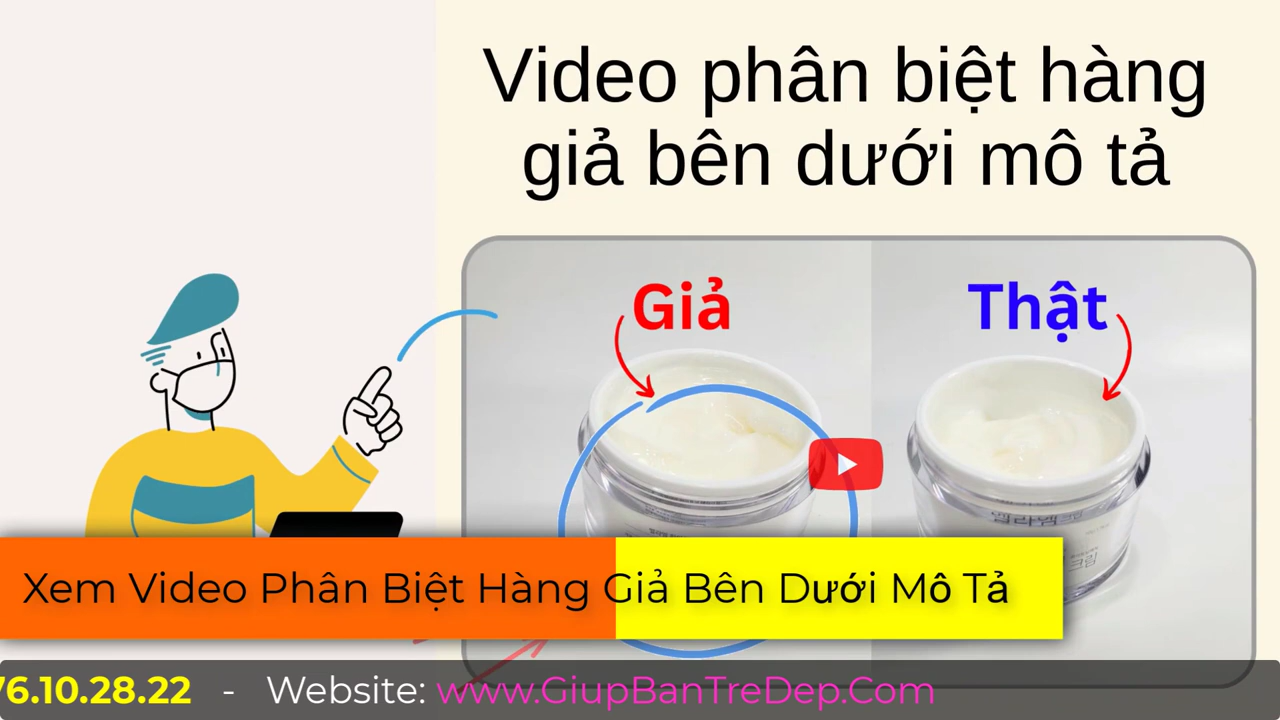 Video phân biệt hàng
giả bên dưới mô tả
Giả
Thật
Xem Video Phân Biệt Hàng Giả Bên Dưới Mô Tả
76.10.28.22 - Website: www.GiupBanTreDep.Com